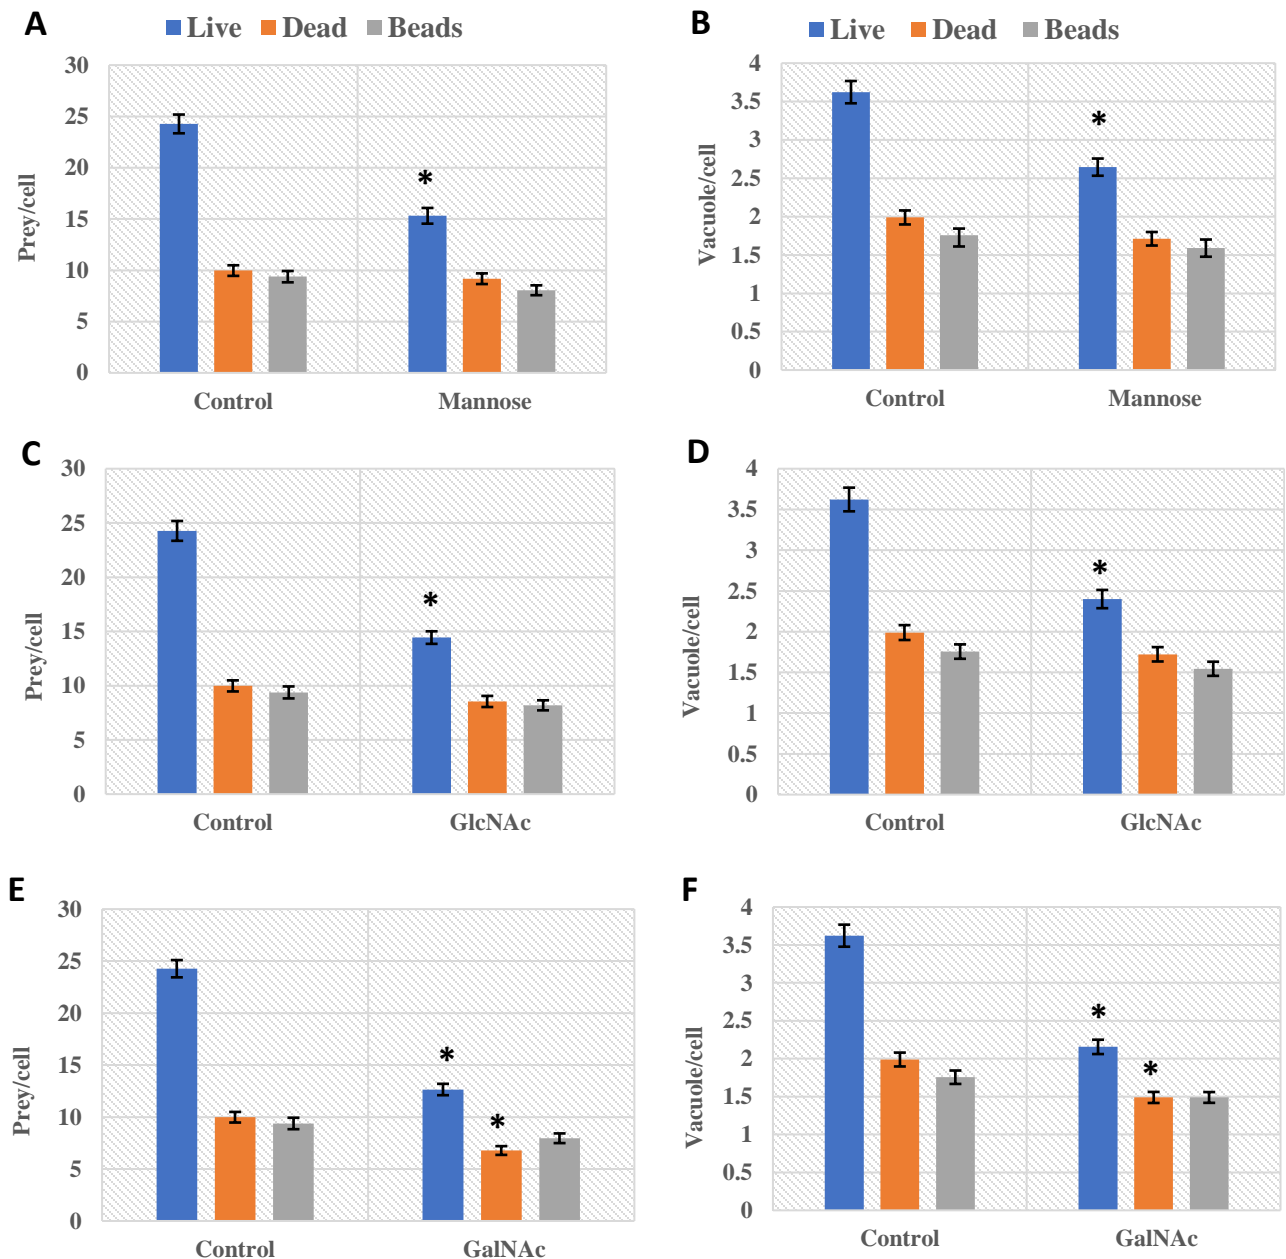 A
Live Dead Beads
30
25
20
15
10
5
0
Prey/cell
*
Control Mannose
B
Live Dead Beads
4
3.5
3
2.5
2
1.5
1
0.5
0
Vacuole/cell
*
Control Mannose
C
30
25
20
15
10
5
0
Prey/cell
*
Control GlcNAc
D
4
3.5
3
2.5
2
1.5
1
0.5
0
Vacuole/cell
*
Control GlcNAc
E
30
25
20
15
10
5
0
Prey/cell
*
*
Control GalNAc
F
4
3.5
3
2.5
2
1.5
1
0.5
0
Vacuole/cell
*
*
Control GalNAc